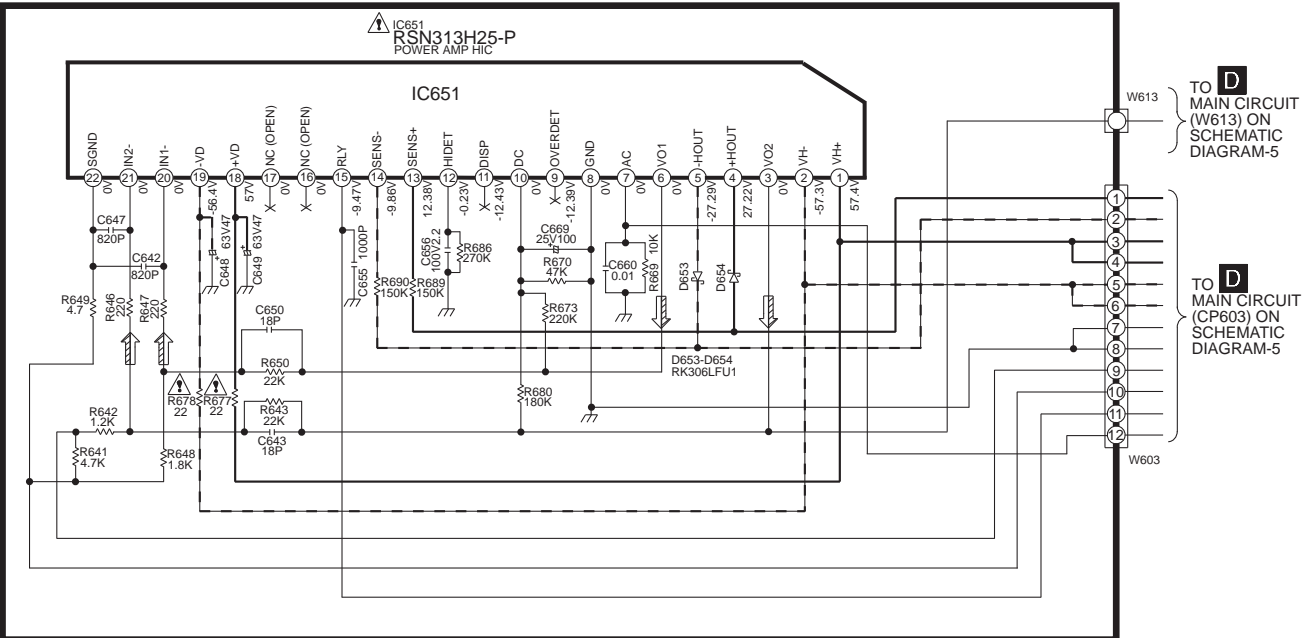 IC651
RSN313H25-P
POWER AMP HIC
IC651
SGND
IN2-
IN1-
-VD
+VD
NC (OPEN)
NC (OPEN)
RLY
SENS-
SENS+
HIDET
DISP
DC
OVERDET
GND
AC
VO1
-HOUT
+HOUT
VO2
VH-
VH+
22
21
20
19
18
17
16
15
14
13
12
11
10
9
8
7
6
5
4
3
2
1
0V
0V
0V
-56.4V
57V
0V
0V
-9.47V
-9.86V
12.38V
-0.23V
-12.43V
0V
-12.39V
0V
0V
0V
-27.29V
27.22V
0V
-57.3V
57.4V
C647
820P
C642
820P
R649
4.7
R646
220
R647
220
C648
63V47
C649
63V47
C655
1000P
R690
150K
R689
150K
C656
100V2.2
R686
270K
C669
25V100
R670
47K
R673
220K
C660
0.01
R669
10K
D653
D654
D653-D654
RK306LFU1
C650
18P
R650
22K
R678
22
R677
22
R643
22K
C643
18P
R680
180K
R642
1.2K
R641
4.7K
R648
1.8K
W613
TO D
MAIN CIRCUIT
(W613) ON
SCHEMATIC
DIAGRAM-5
1
2
3
4
5
6
7
8
9
10
11
12
TO D
MAIN CIRCUIT
(CP603) ON
SCHEMATIC
DIAGRAM-5
W603